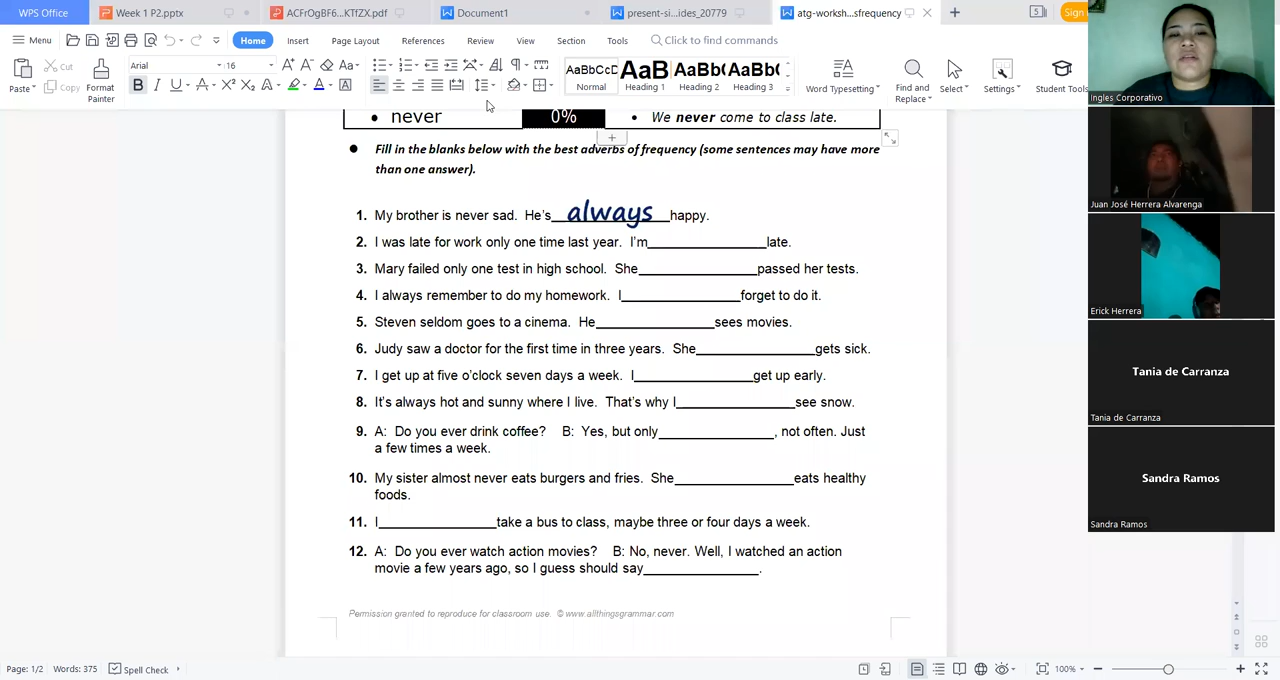 WPS Office
Week 1 P2.pptx
ACFrOgBF6...KTfZX.pdf
Document1
present-si...ides_20779
atg-worksh...sfrequency
5
Sign
Menu
Home
Insert
Page Layout
References
Review
View
Section
Tools
Click to find commands
Paste
Cut
Copy
Format Painter
Arial
16
AaBbCcD
Normal
AaB
Heading 1
AaBb(
Heading 2
AaBb(
Heading 3
Word Typesetting
Find and Replace
Select
Settings
Student Tools
• never
0%
• We never come to class late.
● Fill in the blanks below with the best adverbs of frequency (some sentences may have more
than one answer).
1. My brother is never sad. He's always happy.
2. I was late for work only one time last year. I'm________________late.
3. Mary failed only one test in high school. She________________passed her tests.
4. I always remember to do my homework. I________________forget to do it.
5. Steven seldom goes to a cinema. He________________sees movies.
6. Judy saw a doctor for the first time in three years. She________________gets sick.
7. I get up at five o'clock seven days a week. I________________get up early.
8. It's always hot and sunny where I live. That's why I________________see snow.
9. A: Do you ever drink coffee? B: Yes, but only________________, not often. Just
a few times a week.
10. My sister almost never eats burgers and fries. She________________eats healthy
foods.
11. I________________take a bus to class, maybe three or four days a week.
12. A: Do you ever watch action movies? B: No, never. Well, I watched an action
movie a few years ago, so I guess should say________________.
Permission granted to reproduce for classroom use. © www.allthingsgrammar.com
Page: 1/2
Words: 375
Spell Check
100%
Ingles Corporativo
Juan José Herrera Alvarenga
Erick Herrera
Tania de Carranza
Tania de Carranza
Sandra Ramos
Sandra Ramos